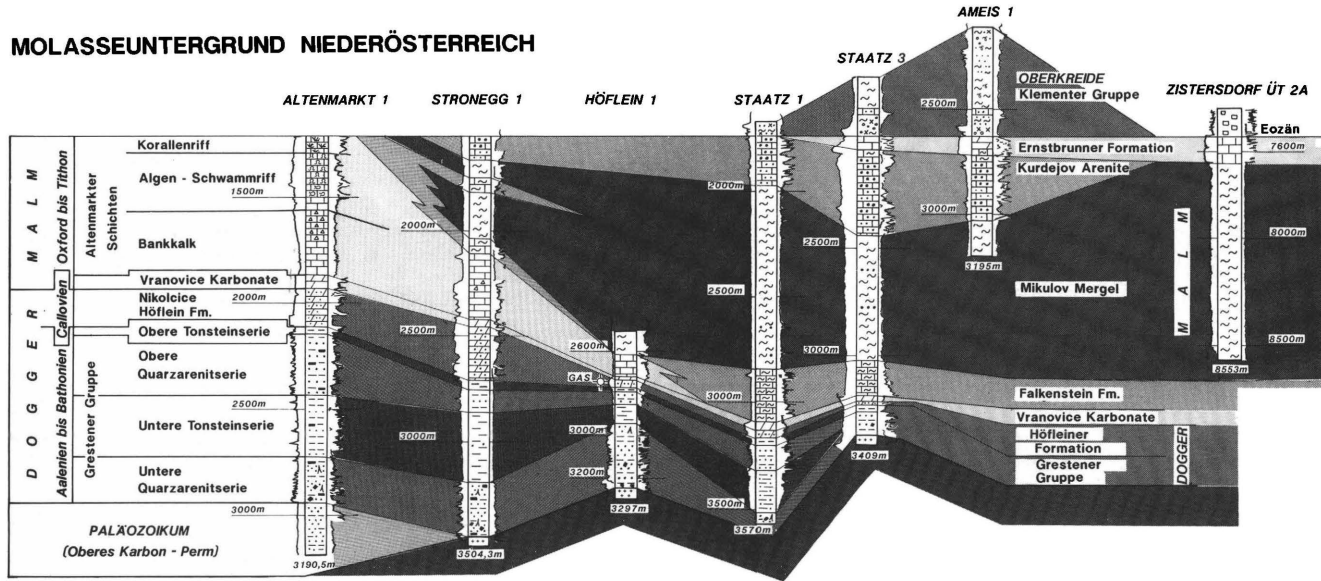 MOLASSEUNTERGRUND NIEDERÖSTERREICH
ALTENMARKT 1
STRONEGG 1
HÖFLEIN 1
STAATZ 1
STAATZ 3
AMEIS 1
ZISTERSDORF ÜT 2A
MALM
Oxford bis Tithon
Altenmarkter
Schichten
Korallenriff
Algen - Schwammriff
1500m
Bankkalk
Vranovice Karbonate
DOGGER
Callovien
Aalenien bis Bathonien
Grestener Gruppe
Nikolcice
2000m
Höflein Fm.
Obere Tonsteinserie
Obere
Quarzarenitserie
2500m
Untere Tonsteinserie
Untere
Quarzarenitserie
3000m
PALÄOZOIKUM
(Oberes Karbon - Perm)
3190,5m
2000m
2500m
3000m
3504,3m
2600m
GAS
3000m
3200m
3297m
2000m
2500m
3000m
3500m
3570m
2500m
3000m
3409m
2500m
3000m
3195m
OBERKREIDE
Klementer Gruppe
Ernstbrunner Formation
Kurdejov Arenite
Mikulov Mergel
MALM
Falkenstein Fm.
Vranovice Karbonate
Höfleiner
Formation
Grestener
Gruppe
DOGGER
Eozän
7600m
8000m
8500m
8553m